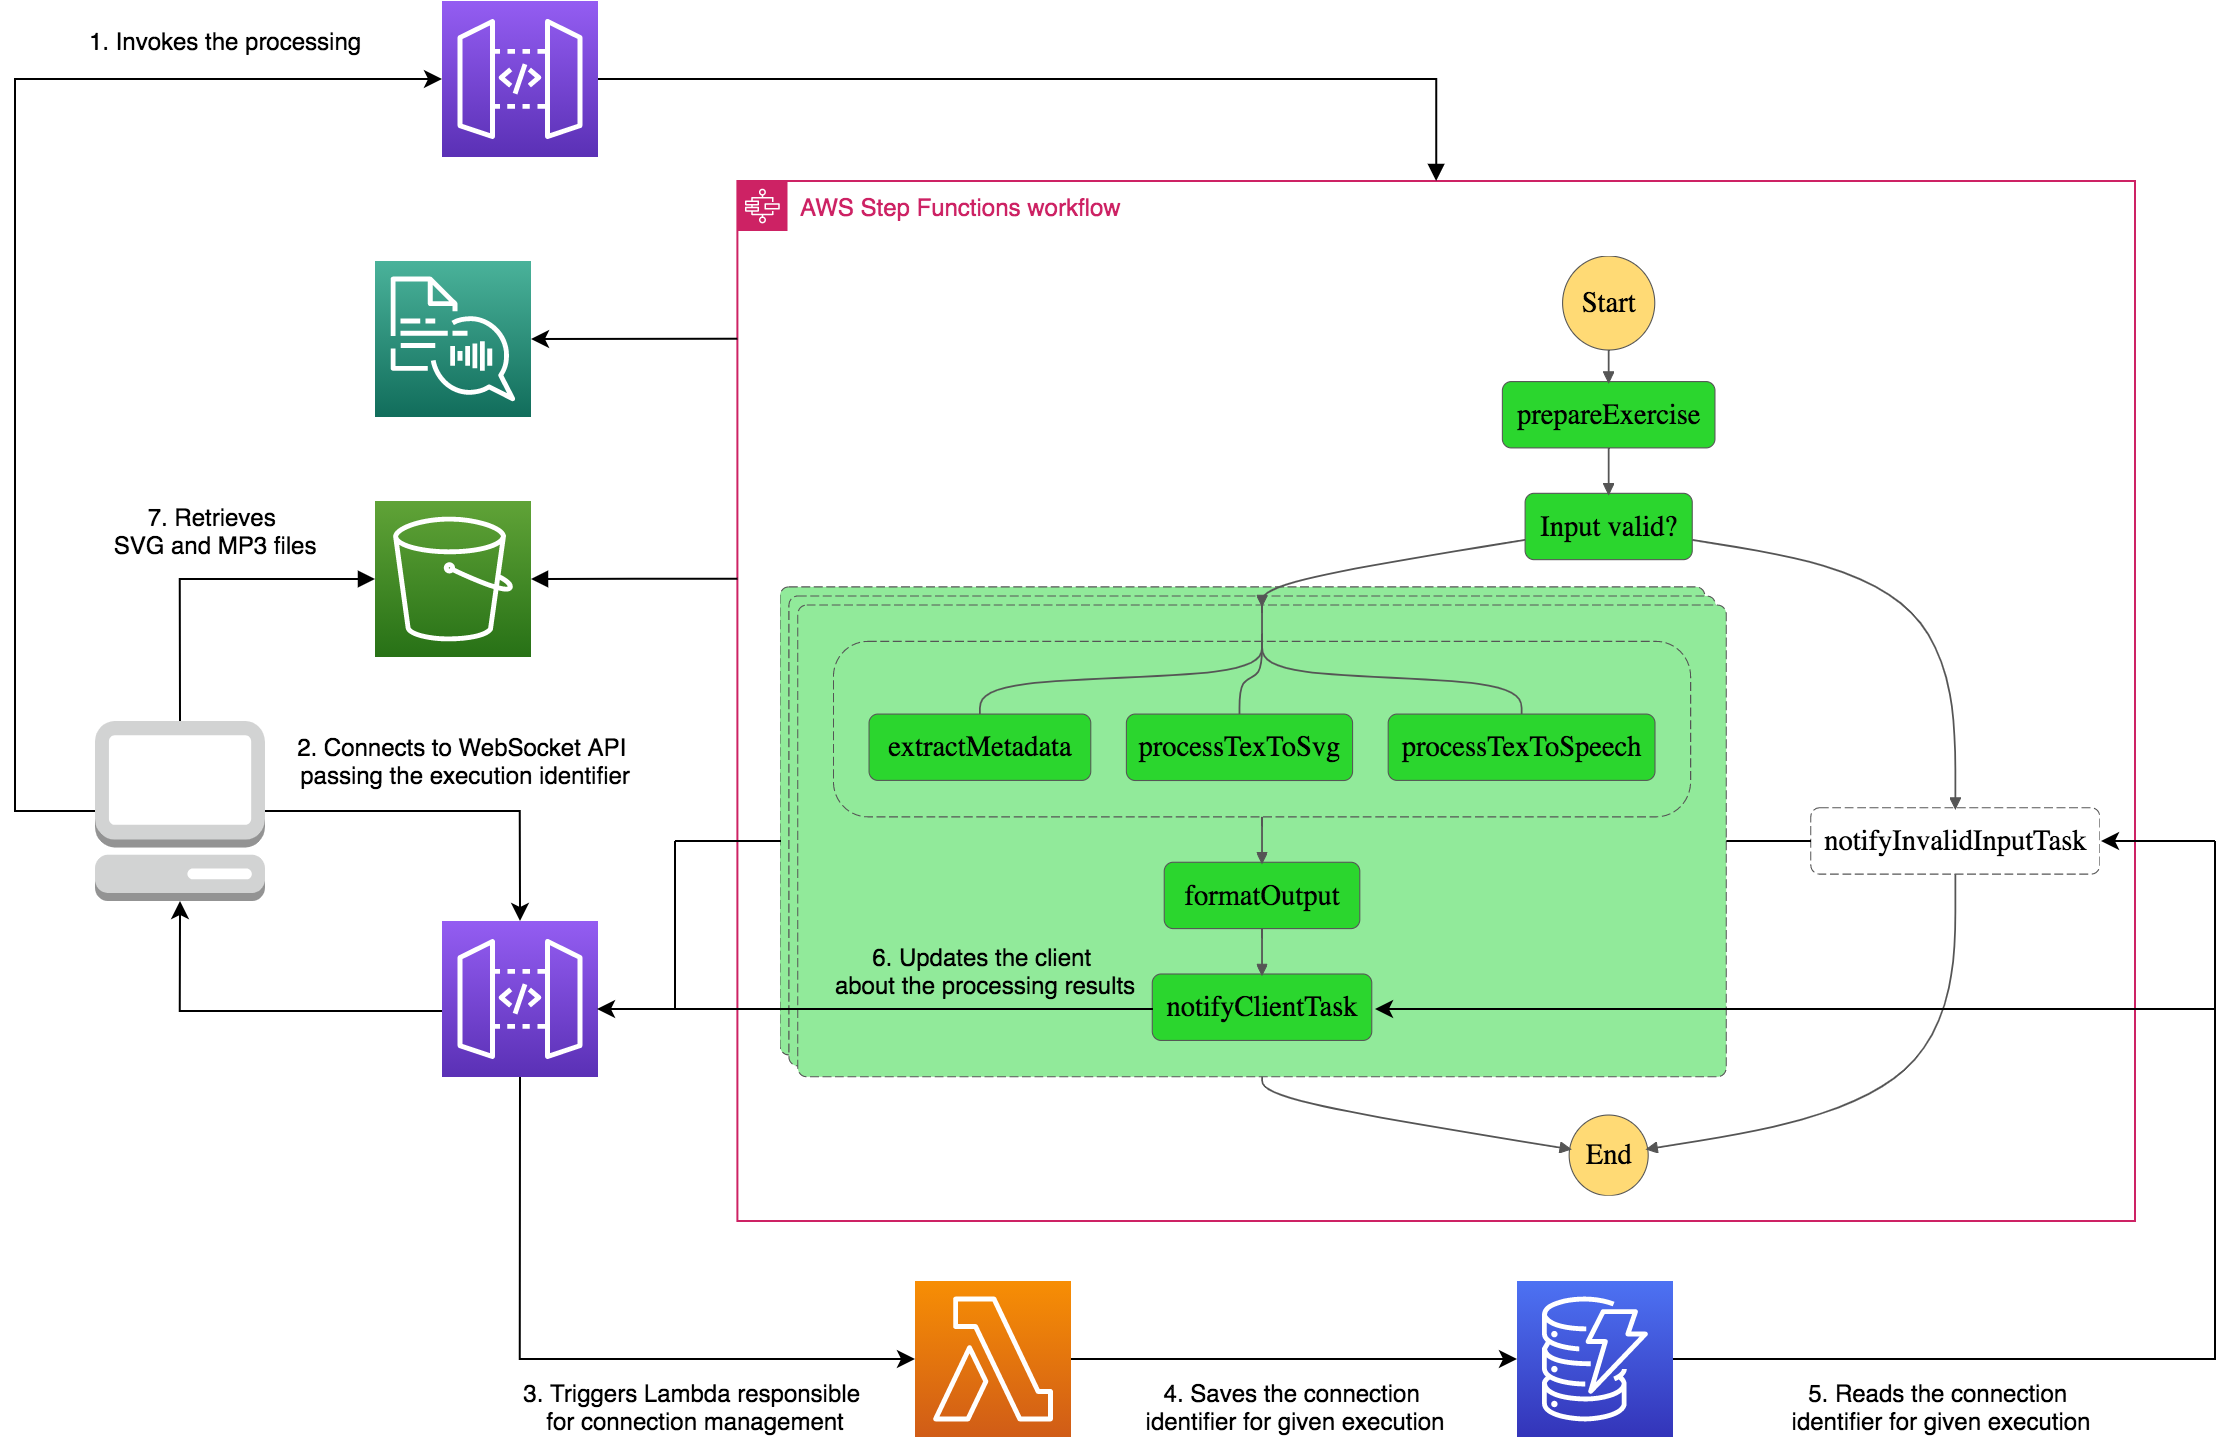 1. Invokes the processing
AWS Step Functions workflow
Start
prepareExercise
Input valid?
7. Retrieves
SVG and MP3 files
extractMetadata
processTexToSvg
processTexToSpeech
2. Connects to WebSocket API
passing the execution identifier
notifyInvalidInputTask
formatOutput
6. Updates the client
about the processing results
notifyClientTask
End
3. Triggers Lambda responsible
for connection management
4. Saves the connection
identifier for given execution
5. Reads the connection
identifier for given execution